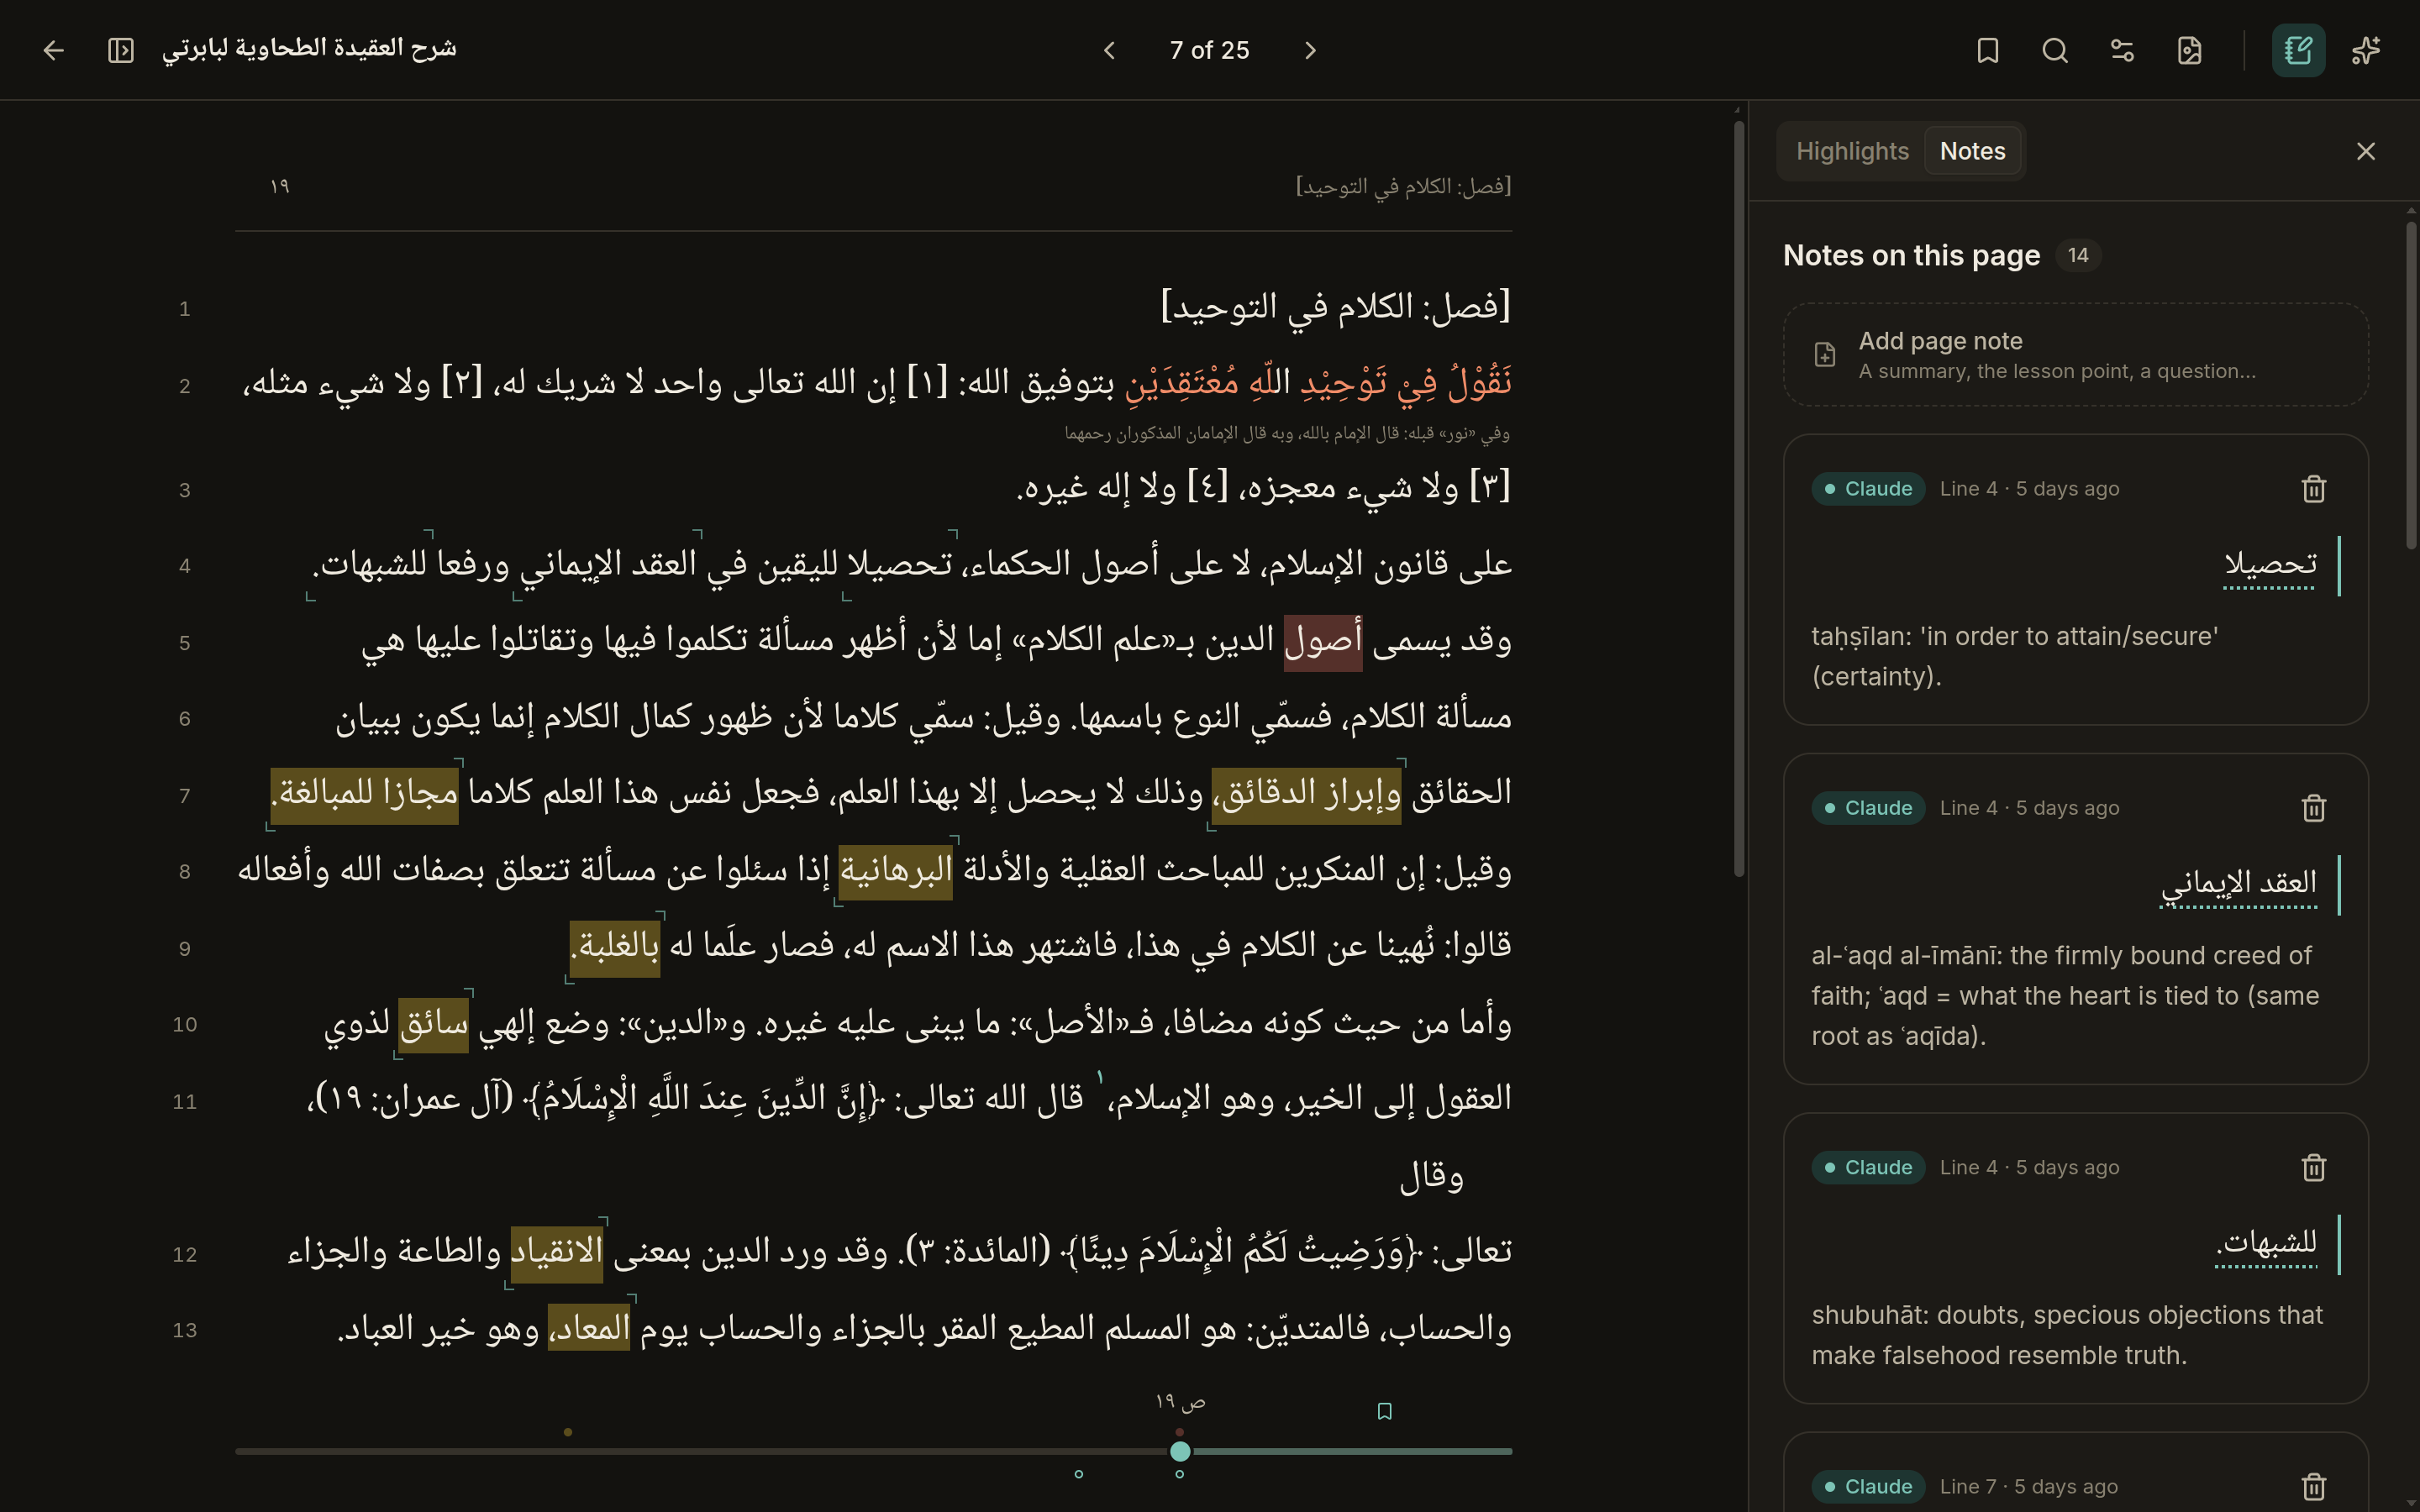 شرح العقيدة الطحاوية لبابرتي
7 of 25
[فصل: الكلام في التوحيد]
١٩
1
[فصل: الكلام في التوحيد]
2
نَقُوْلُ فِيْ تَوْحِيْدِ اللّهِ مُعْتَقِدَيْنِ بتوفيق الله: [١] إن الله تعالى واحد لا شريك له، [٢] ولا شيء مثله،
وفي «نور» قبله: قال الإمام بالله، وبه قال الإمامان المذكوران رحمهما
3
[٣] ولا شيء معجزه، [٤] ولا إله غيره.
4
على قانون الإسلام، لا على أصول الحكماء، تحصيلا لليقين في العقد الإيماني ورفعا للشبهات.
5
وقد يسمى أصول الدين بـ«علم الكلام» إما لأن أظهر مسألة تكلموا فيها وتقاتلوا عليها هي
6
مسألة الكلام، فسمّي النوع باسمها. وقيل: سمّي كلاما لأن ظهور كمال الكلام إنما يكون ببيان
7
الحقائق وإبراز الدقائق، وذلك لا يحصل إلا بهذا العلم، فجعل نفس هذا العلم كلاما مجازا للمبالغة.
8
وقيل: إن المنكرين للمباحث العقلية والأدلة البرهانية إذا سئلوا عن مسألة تتعلق بصفات الله وأفعاله
9
قالوا: نُهينا عن الكلام في هذا، فاشتهر هذا الاسم له، فصار علَما له بالغلبة.
10
وأما من حيث كونه مضافا، فـ«الأصل»: ما يبنى عليه غيره. و«الدين»: وضع إلهي سائق لذوي
11
العقول إلى الخير، وهو الإسلام،١ قال الله تعالى: ﴿إِنَّ الدِّينَ عِندَ اللَّهِ الْإِسْلَامُ﴾ (آل عمران: ١٩)،
وقال
12
تعالى: ﴿وَرَضِيتُ لَكُمُ الْإِسْلَامَ دِينًا﴾ (المائدة: ٣). وقد ورد الدين بمعنى الانقياد والطاعة والجزاء
13
والحساب، فالمتديّن: هو المسلم المطيع المقر بالجزاء والحساب يوم المعاد، وهو خير العباد.
ص ١٩
Highlights Notes
Notes on this page 14
Add page note
A summary, the lesson point, a question...
Claude Line 4 · 5 days ago
تحصيلا
taḥṣīlan: 'in order to attain/secure'
(certainty).
Claude Line 4 · 5 days ago
العقد الإيماني
al-ʿaqd al-īmānī: the firmly bound creed of
faith; ʿaqd = what the heart is tied to (same
root as ʿaqīda).
Claude Line 4 · 5 days ago
للشبهات.
shubuhāt: doubts, specious objections that
make falsehood resemble truth.
Claude Line 7 · 5 days ago